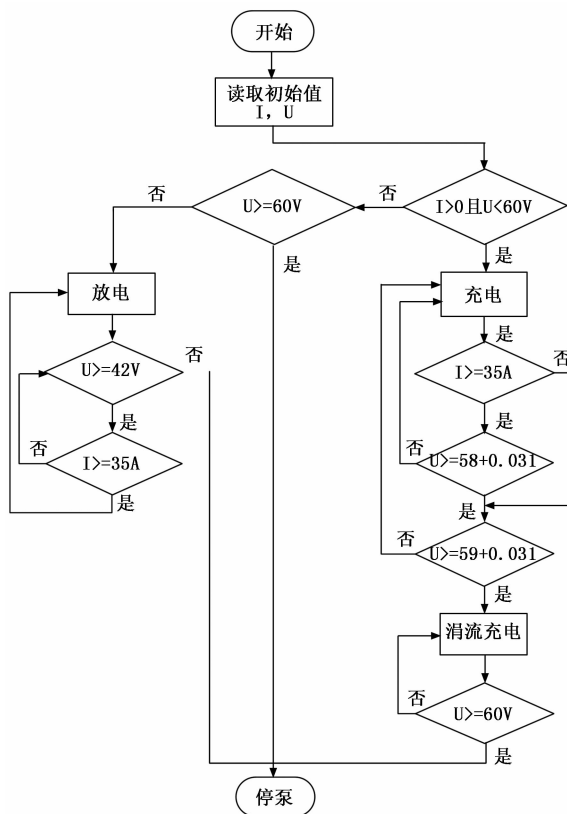 开始
读取初始值
I, U
否
否
U>=60V
I>0且U<60V
是
是
放电
充电
否
是
否
U>=42V
I>=35A
是
是
否
否
I>=35A
U>=58+0.031
是
是
否
U>=59+0.031
是
涓流充电
否
U>=60V
是
停泵